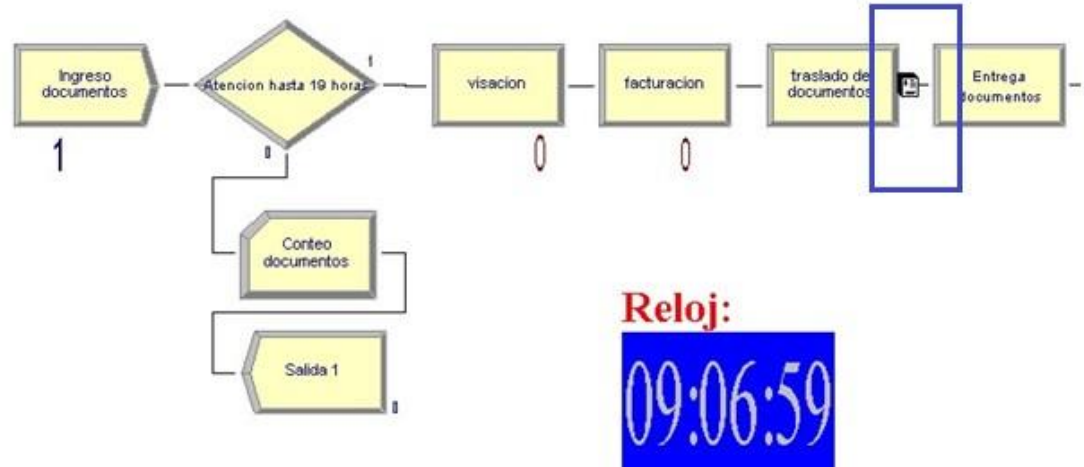 Ingreso
documentos
1
Atencion hasta 19 horas
1
0
visacion
0
facturacion
0
traslado de
documentos
Entrega
documentos
Conteo
documentos
Salida 1
0
Reloj:
09:06:59